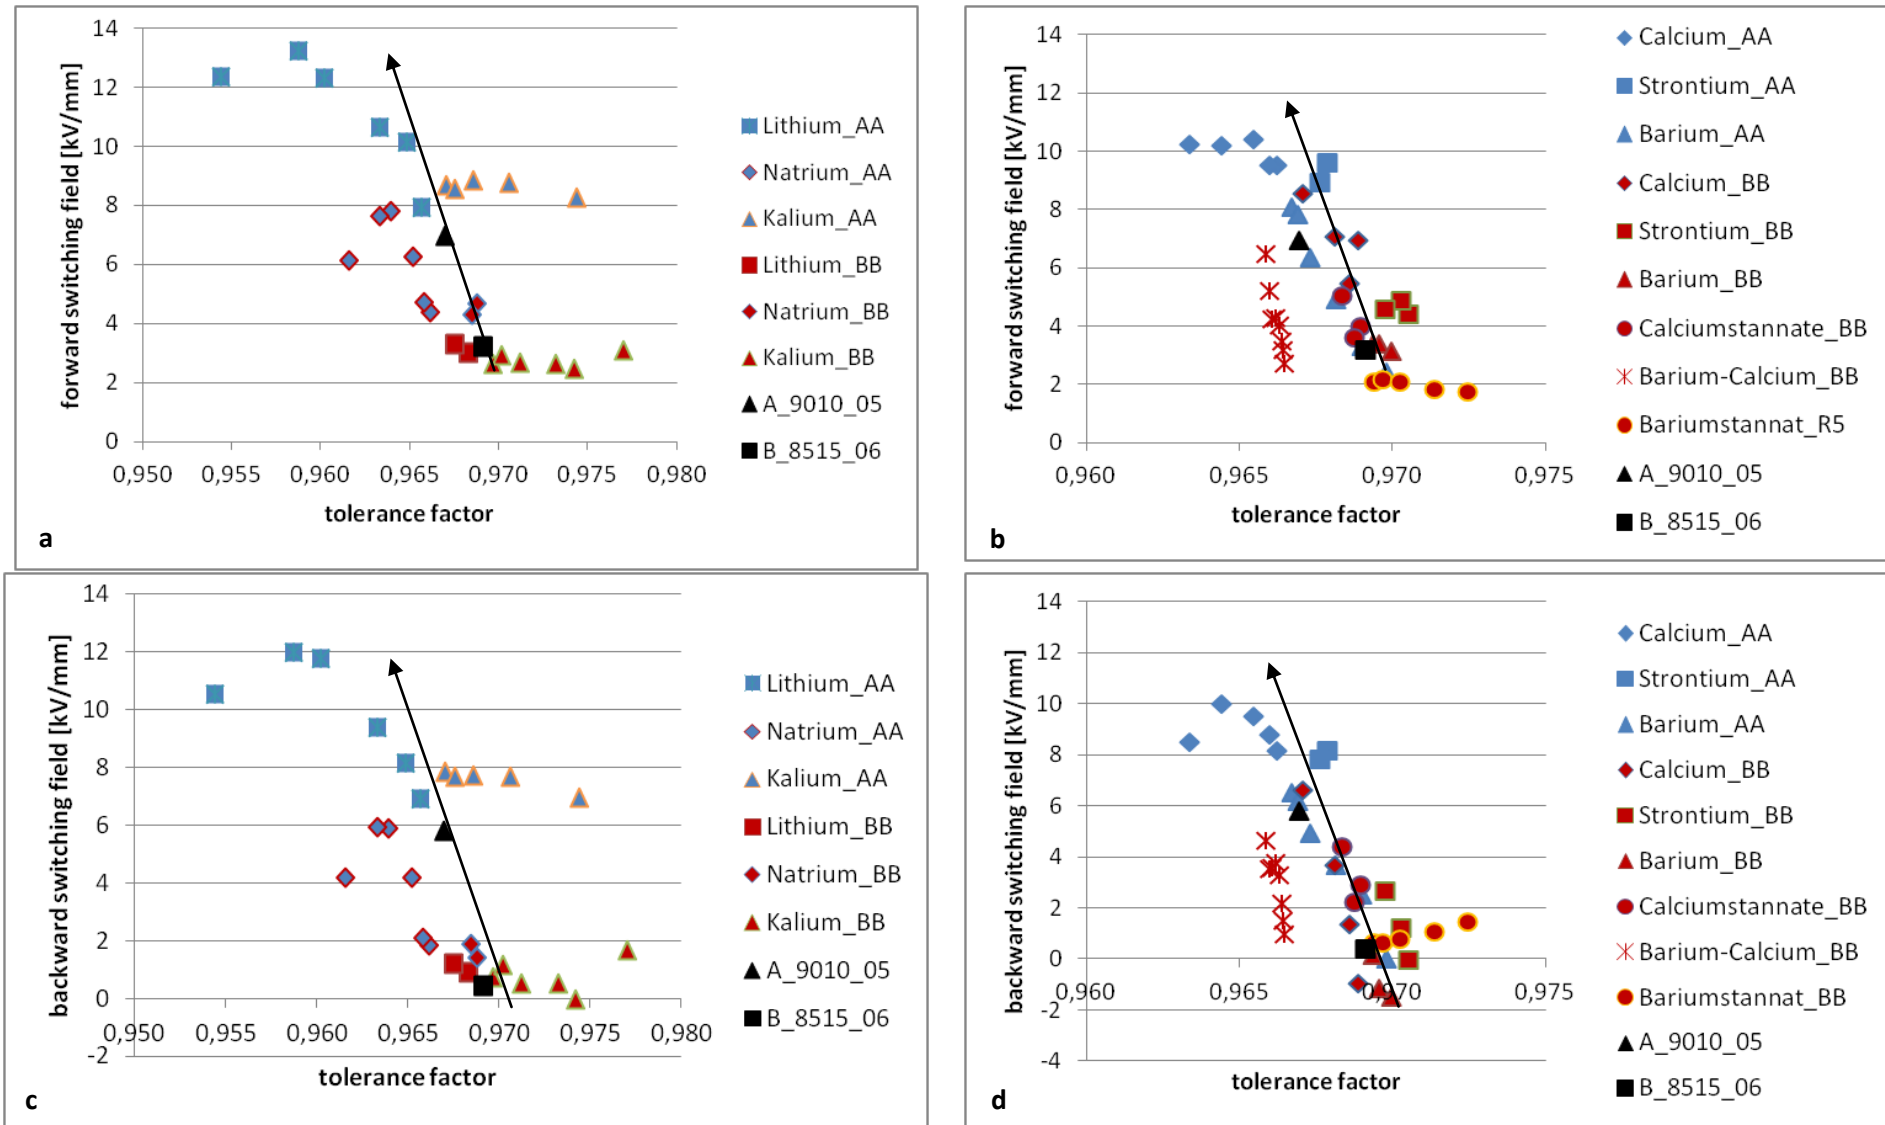 14
12
10
8
6
4
2
0
0,950 0,955 0,960 0,965 0,970 0,975 0,980
forward switching field [kV/mm]
tolerance factor
Lithium_AA
Natrium_AA
Kalium_AA
Lithium_BB
Natrium_BB
Kalium_BB
A_9010_05
B_8515_06
a
14
12
10
8
6
4
2
0
0,960 0,965 0,970 0,975
forward switching field [kV/mm]
tolerance factor
Calcium_AA
Strontium_AA
Barium_AA
Calcium_BB
Strontium_BB
Barium_BB
Calciumstannate_BB
Barium-Calcium_BB
Bariumstannat_R5
A_9010_05
B_8515_06
b
14
12
10
8
6
4
2
0
-2
0,950 0,955 0,960 0,965 0,970 0,975 0,980
backward switching field [kV/mm]
tolerance factor
Lithium_AA
Natrium_AA
Kalium_AA
Lithium_BB
Natrium_BB
Kalium_BB
A_9010_05
B_8515_06
c
14
12
10
8
6
4
2
0
-2
-4
0,960 0,965 0,970 0,975
backward switching field [kV/mm]
tolerance factor
Calcium_AA
Strontium_AA
Barium_AA
Calcium_BB
Strontium_BB
Barium_BB
Calciumstannate_BB
Barium-Calcium_BB
Bariumstannat_BB
A_9010_05
B_8515_06
d